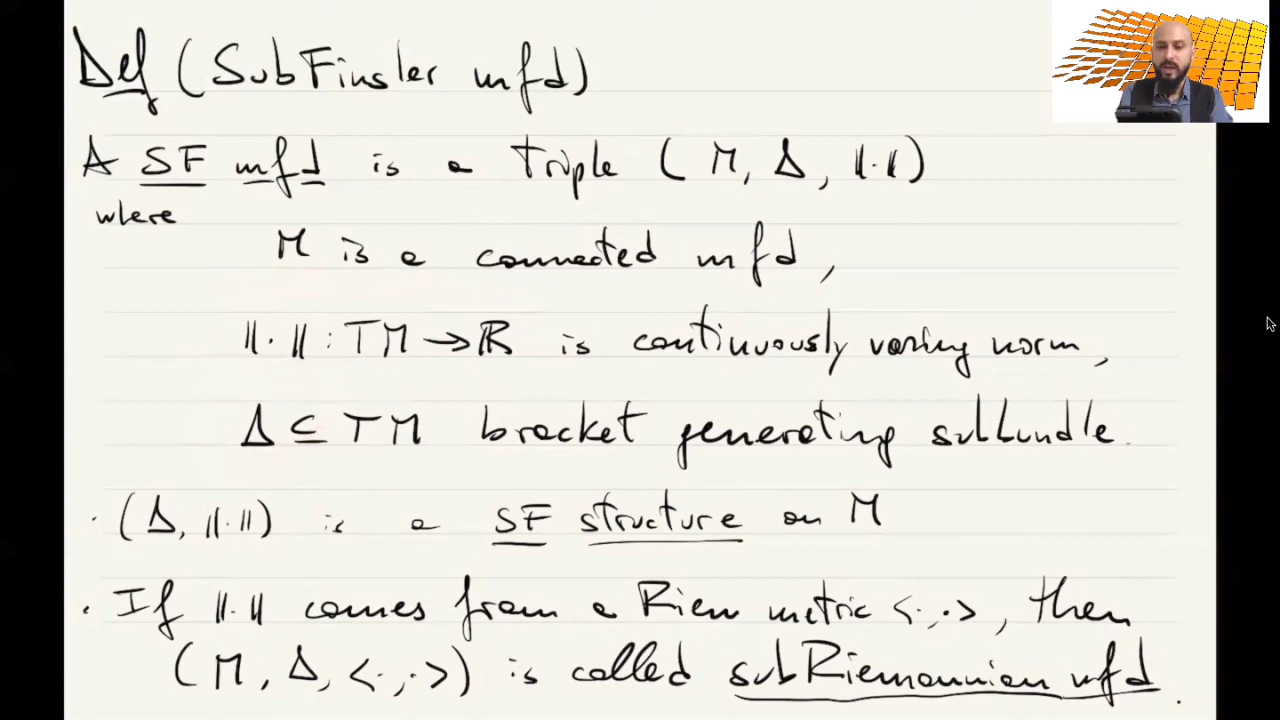 Def (SubFinsler mfd)
A SF mfd is a triple (M, Δ, ‖·‖)
where
M is a connected mfd,
‖·‖ : TM → ℝ is continuously varing norm,
Δ ⊆ TM bracket generating subbundle.
· (Δ, ‖·‖) is a SF structure on M
· If ‖·‖ comes from a Riem metric <·,·>, then
(M, Δ, <·,·>) is called subRiemannian mfd.